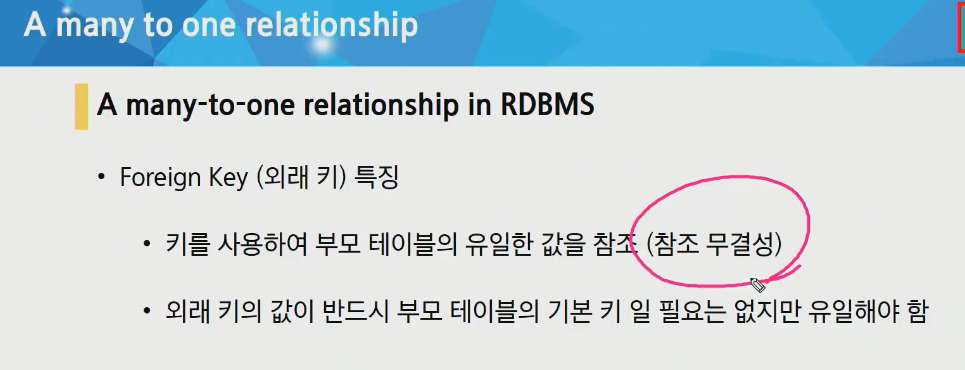 A many to one relationship
A many-to-one relationship in RDBMS
• Foreign Key (외래 키) 특징
• 키를 사용하여 부모 테이블의 유일한 값을 참조 (참조 무결성)
• 외래 키의 값이 반드시 부모 테이블의 기본 키 일 필요는 없지만 유일해야 함